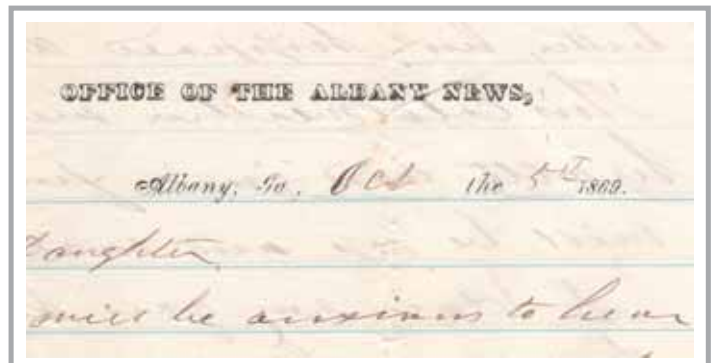 OFFICE OF THE ALBANY NEWS,
Albany, Ga., Oct the 5th 1869.
Daughter
will be anxious to hear